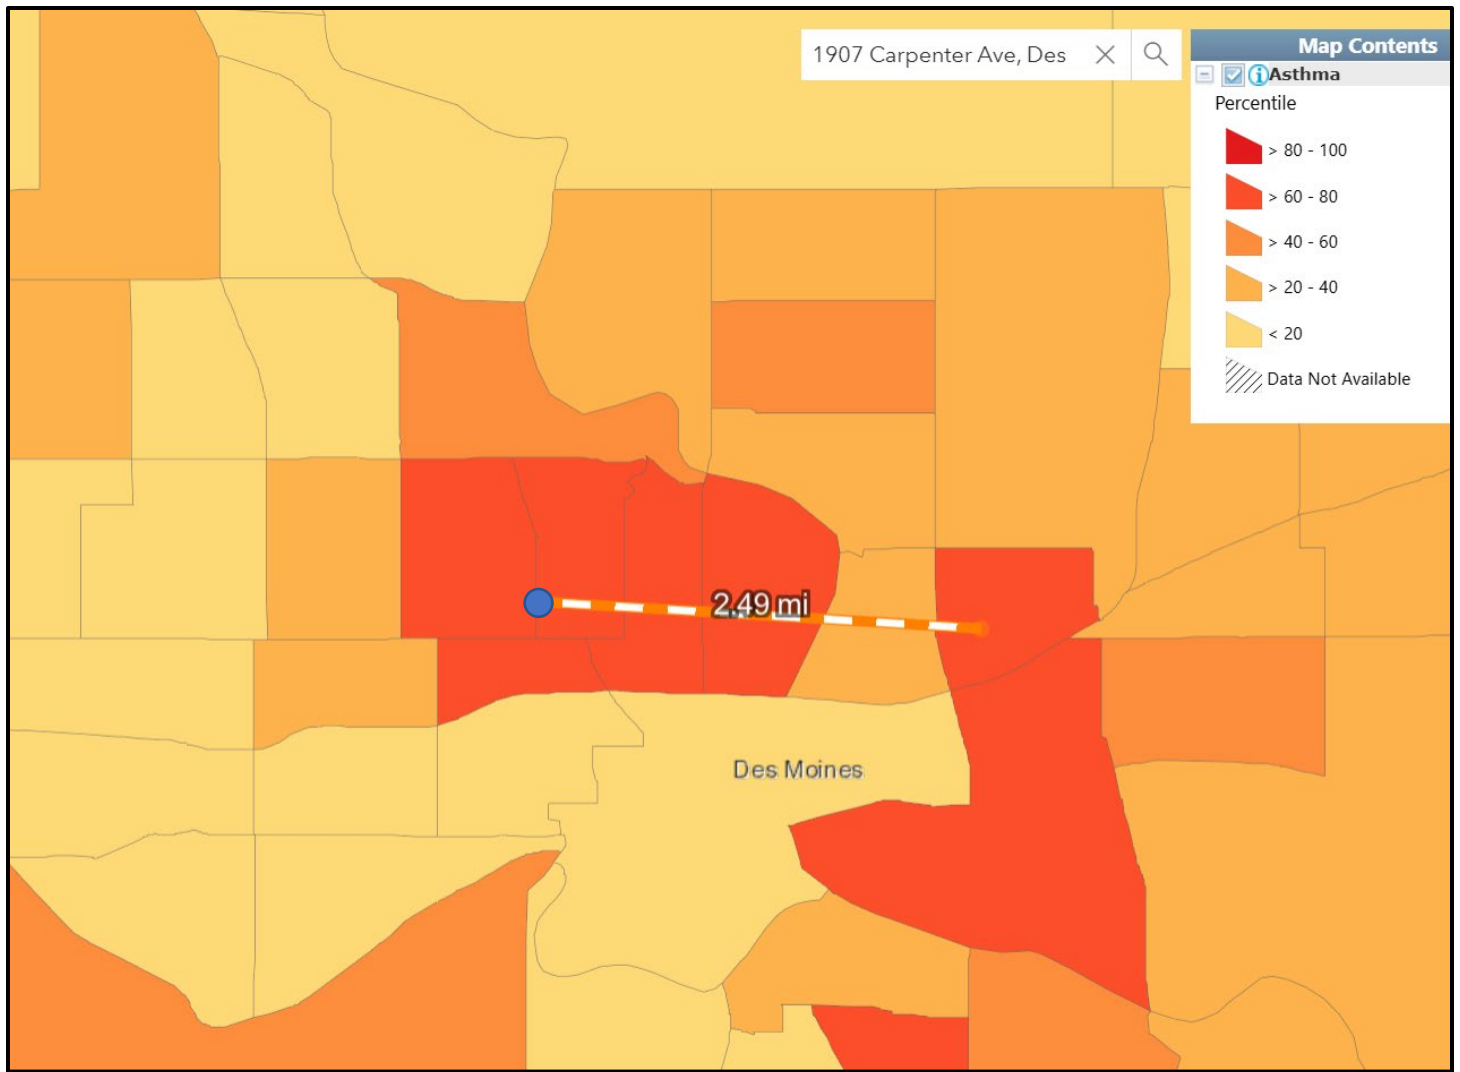 1907 Carpenter Ave, Des
Map Contents
Asthma
Percentile
> 80 - 100
> 60 - 80
> 40 - 60
> 20 - 40
< 20
Data Not Available
2.49 mi
Des Moines